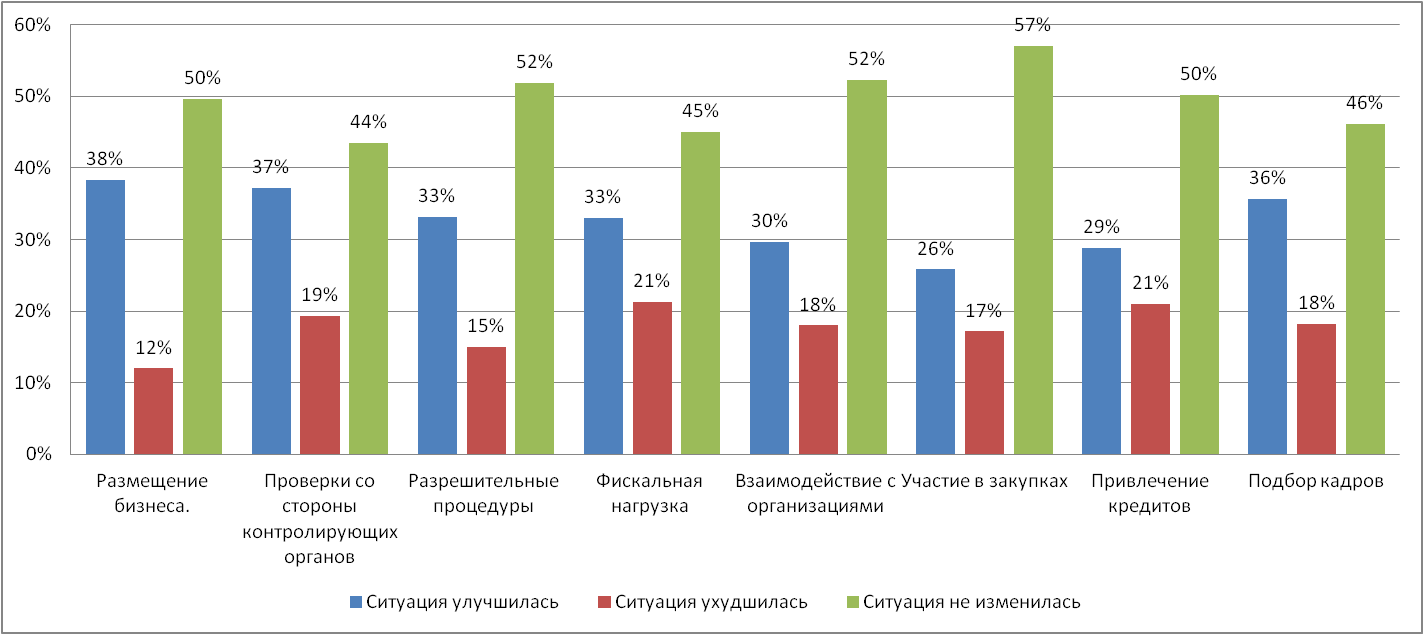 60%
50%
40%
30%
20%
10%
0%
38%
12%
50%
37%
19%
44%
33%
15%
52%
33%
21%
45%
30%
18%
52%
26%
17%
57%
29%
21%
50%
36%
18%
46%
Размещение
бизнеса.
Проверки со
стороны
контролирующих
органов
Разрешительные
процедуры
Фискальная
нагрузка
Взаимодействие с
организациями
Участие в закупках
Привлечение
кредитов
Подбор кадров
Ситуация улучшилась
Ситуация ухудшилась
Ситуация не изменилась